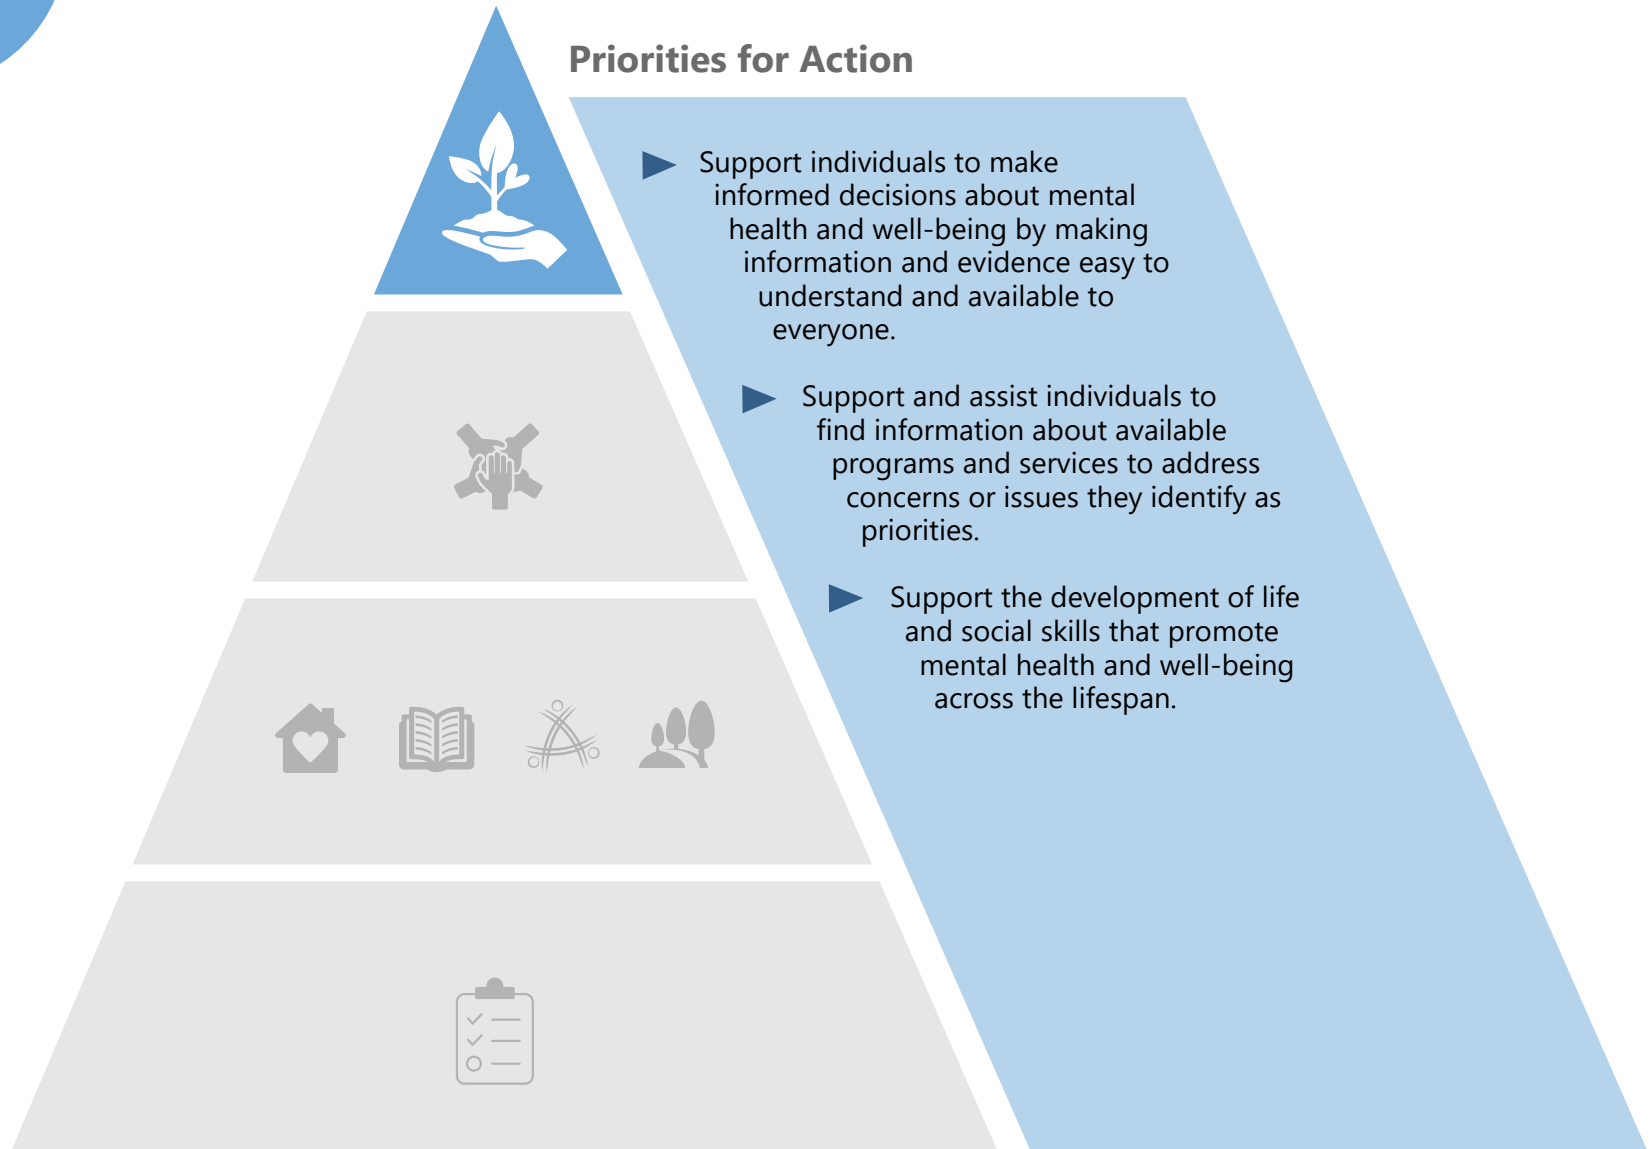 Priorities for Action
Support individuals to make
informed decisions about mental
health and well-being by making
information and evidence easy to
understand and available to
everyone.
Support and assist individuals to
find information about available
programs and services to address
concerns or issues they identify as
priorities.
Support the development of life
and social skills that promote
mental health and well-being
across the lifespan.